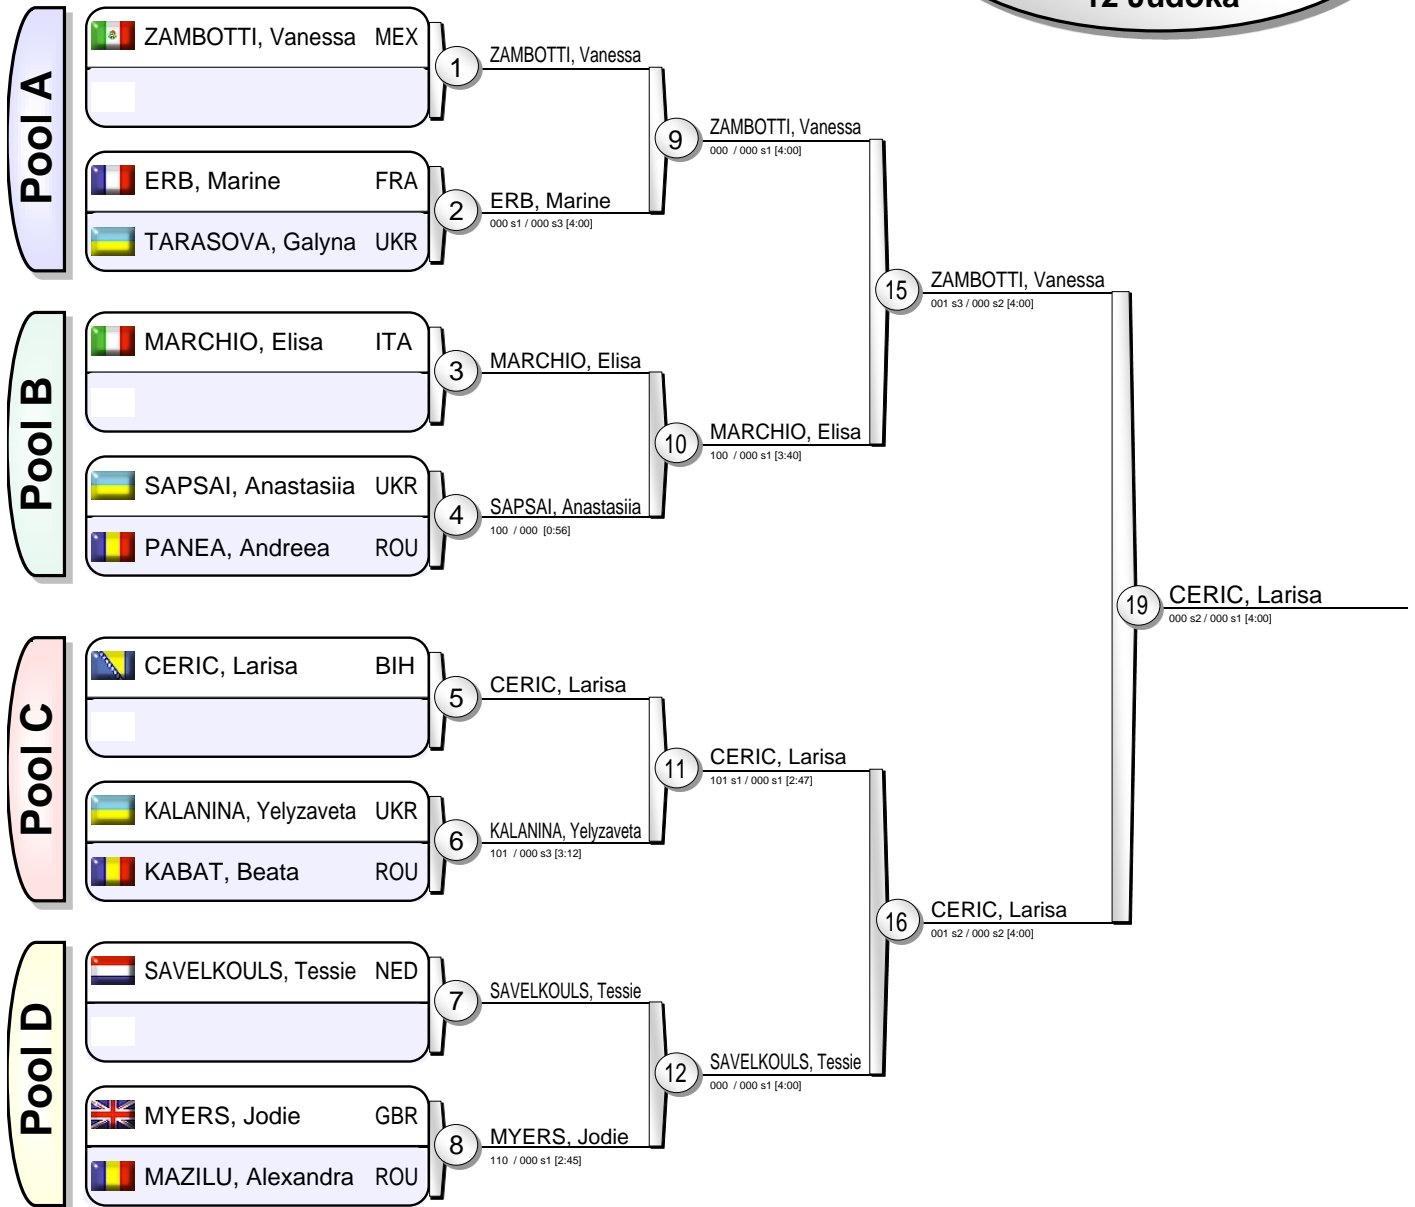 12 Judoka
Pool A
ZAMBOTTI, Vanessa MEX
1
ZAMBOTTI, Vanessa
ERB, Marine FRA
TARASOVA, Galyna UKR
2
ERB, Marine
000 s1 / 000 s3 [4:00]
9
ZAMBOTTI, Vanessa
000 / 000 s1 [4:00]
Pool B
MARCHIO, Elisa ITA
3
MARCHIO, Elisa
SAPSAI, Anastasiia UKR
PANEA, Andreea ROU
4
SAPSAI, Anastasiia
100 / 000 [0:56]
10
MARCHIO, Elisa
100 / 000 s1 [3:40]
15
ZAMBOTTI, Vanessa
001 s3 / 000 s2 [4:00]
Pool C
CERIC, Larisa BIH
5
CERIC, Larisa
KALANINA, Yelyzaveta UKR
KABAT, Beata ROU
6
KALANINA, Yelyzaveta
101 / 000 s3 [3:12]
11
CERIC, Larisa
101 s1 / 000 s1 [2:47]
Pool D
SAVELKOULS, Tessie NED
7
SAVELKOULS, Tessie
MYERS, Jodie GBR
MAZILU, Alexandra ROU
8
MYERS, Jodie
110 / 000 s1 [2:45]
12
SAVELKOULS, Tessie
000 / 000 s1 [4:00]
16
CERIC, Larisa
001 s2 / 000 s2 [4:00]
19
CERIC, Larisa
000 s2 / 000 s1 [4:00]